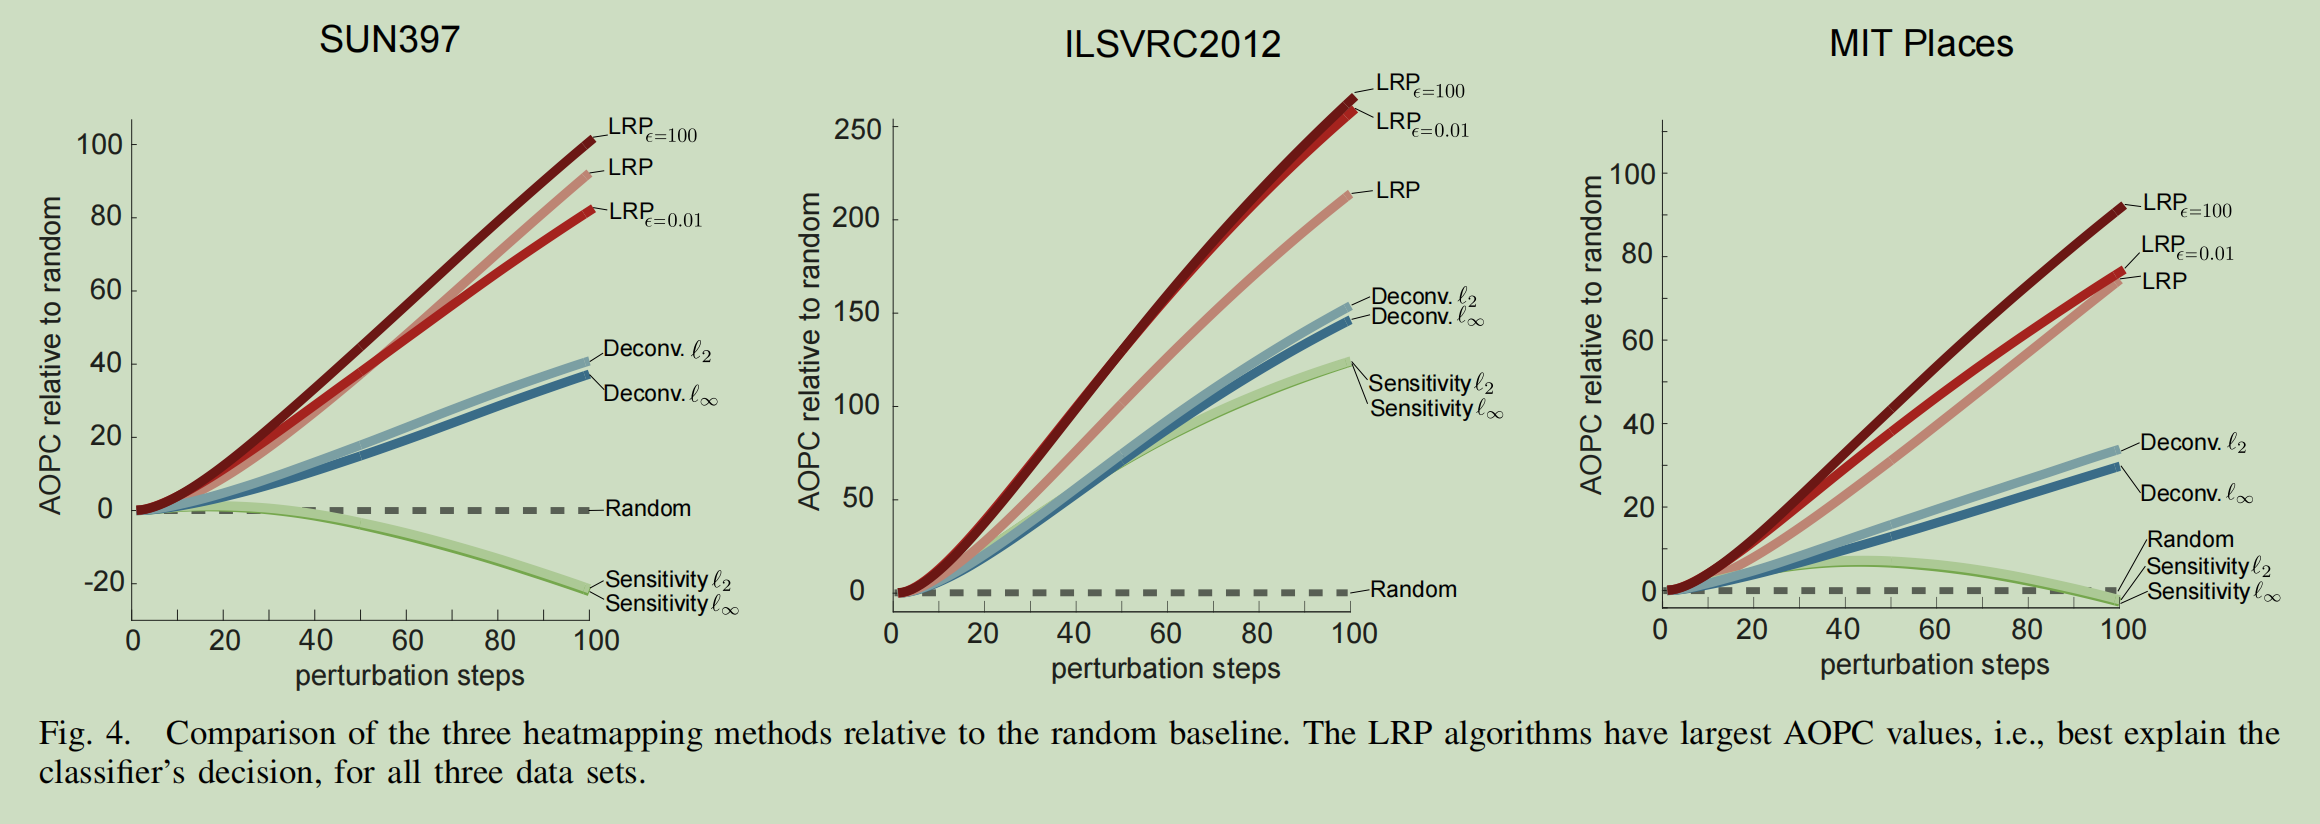 SUN397
AOPC relative to random
100
80
60
40
20
0
-20
0 20 40 60 80 100
perturbation steps
LRPϵ=100
LRP
LRPϵ=0.01
Deconv. ℓ2
Deconv. ℓ∞
Random
Sensitivity ℓ2
Sensitivity ℓ∞
ILSVRC2012
AOPC relative to random
250
200
150
100
50
0
0 20 40 60 80 100
perturbation steps
LRPϵ=100
LRPϵ=0.01
LRP
Deconv. ℓ2
Deconv. ℓ∞
Sensitivity ℓ2
Sensitivity ℓ∞
Random
MIT Places
AOPC relative to random
100
80
60
40
20
0
0 20 40 60 80 100
perturbation steps
LRPϵ=100
LRPϵ=0.01
LRP
Deconv. ℓ2
Deconv. ℓ∞
Random
Sensitivity ℓ2
Sensitivity ℓ∞
Fig. 4. Comparison of the three heatmapping methods relative to the random baseline. The LRP algorithms have largest AOPC values, i.e., best explain the
classifier's decision, for all three data sets.